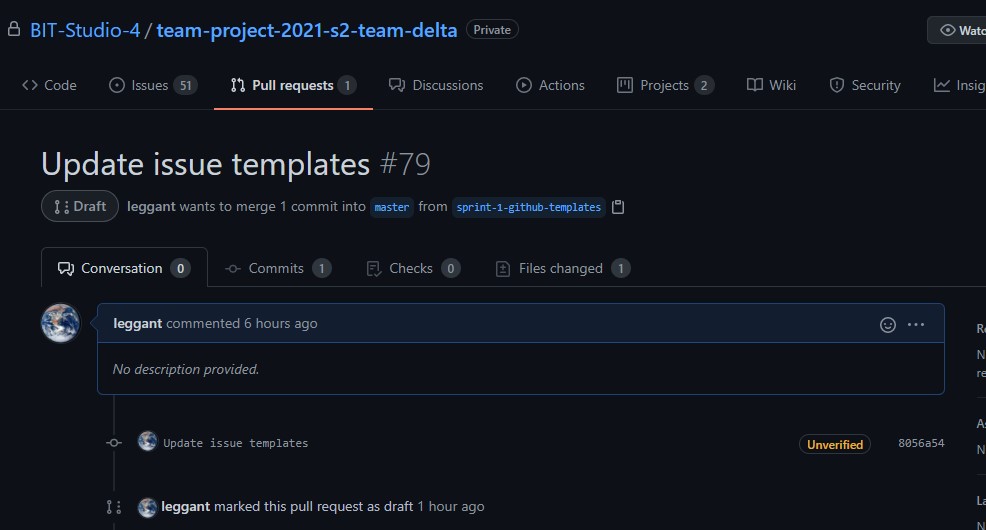 BIT-Studio-4 / team-project-2021-s2-team-delta Private Watc
Code Issues 51 Pull requests 1 Discussions Actions Projects 2 Wiki Security Insig
Update issue templates #79
Draft leggant wants to merge 1 commit into master from sprint-1-github-templates
Conversation 0 Commits 1 Checks 0 Files changed 1
leggant commented 6 hours ago
Re
No description provided.
N
re
As
Update issue templates Unverified 8056a54
N
La
leggant marked this pull request as draft 1 hour ago
N